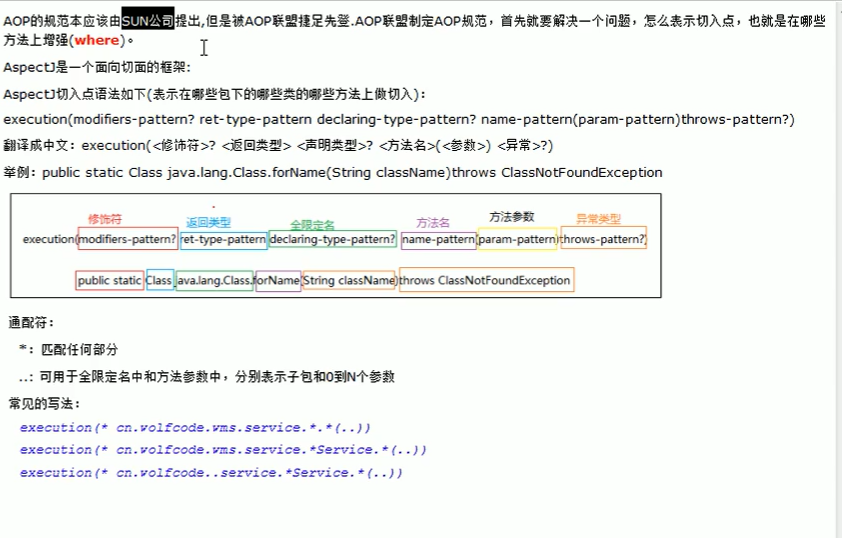 AOP的规范本应该由SUN公司提出,但是被AOP联盟捷足先登.AOP联盟制定AOP规范，首先就要解决一个问题，怎么表示切入点，也就是在哪些
方法上增强(where)。
AspectJ是一个面向切面的框架:
AspectJ切入点语法如下(表示在哪些包下的哪些类的哪些方法上做切入)：
execution(modifiers-pattern? ret-type-pattern declaring-type-pattern? name-pattern(param-pattern)throws-pattern?)
翻译成中文：execution(<修饰符>? <返回类型> <声明类型>? <方法名>(<参数>) <异常>?)
举例：public static Class java.lang.Class.forName(String className)throws ClassNotFoundException
修饰符 返回类型 全限定名 方法名 方法参数 异常类型
execution(modifiers-pattern? ret-type-pattern declaring-type-pattern? name-pattern(param-pattern)throws-pattern?)
public static Class java.lang.Class.forName(String className)throws ClassNotFoundException
通配符：
*：匹配任何部分
..: 可用于全限定名中和方法参数中，分别表示子包和0到N个参数
常见的写法：
execution(* cn.wolfcode.wms.service.*.*(..))
execution(* cn.wolfcode.wms.service.*Service.*(..))
execution(* cn.wolfcode..service.*Service.*(..))